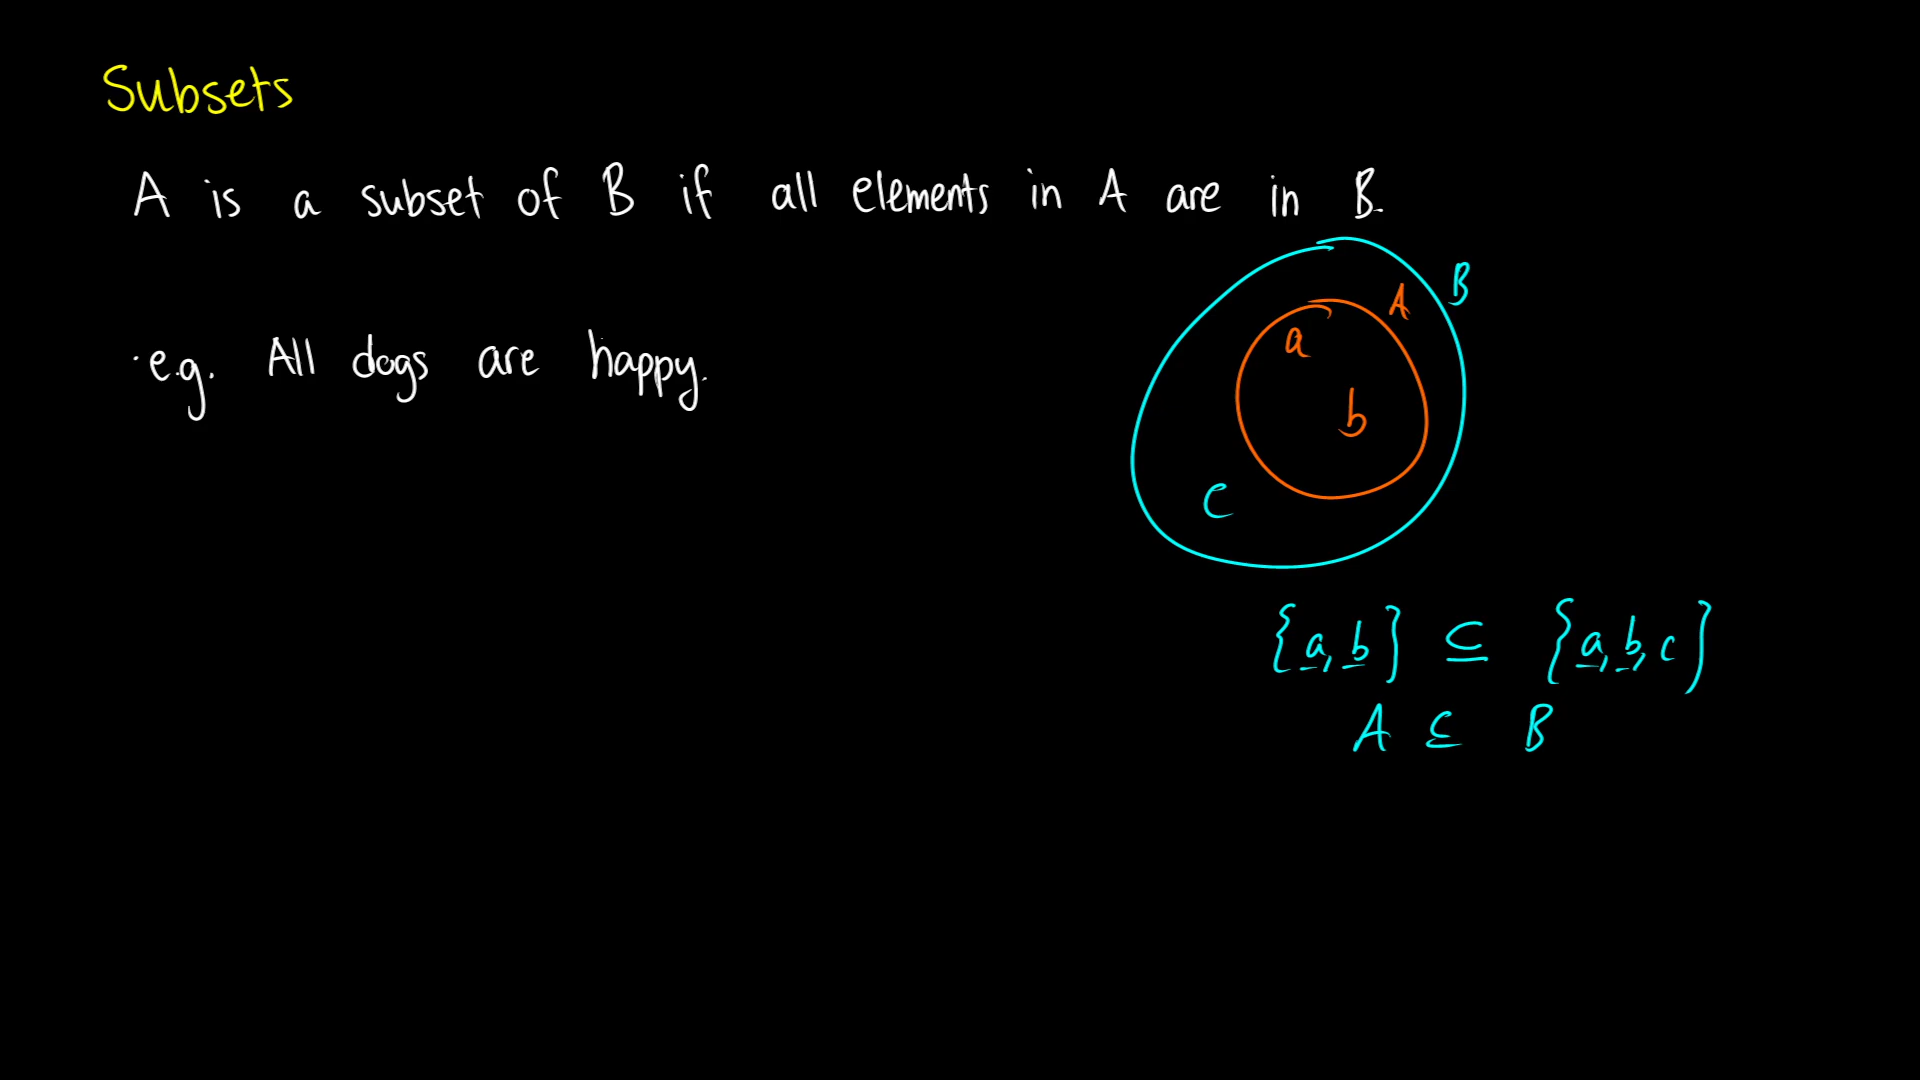 Subsets
A is a subset of B if all elements in A are in B.
B
A
a
e.g. All dogs are happy.
b
c
{a, b} ⊆ {a, b, c}
A ⊆ B